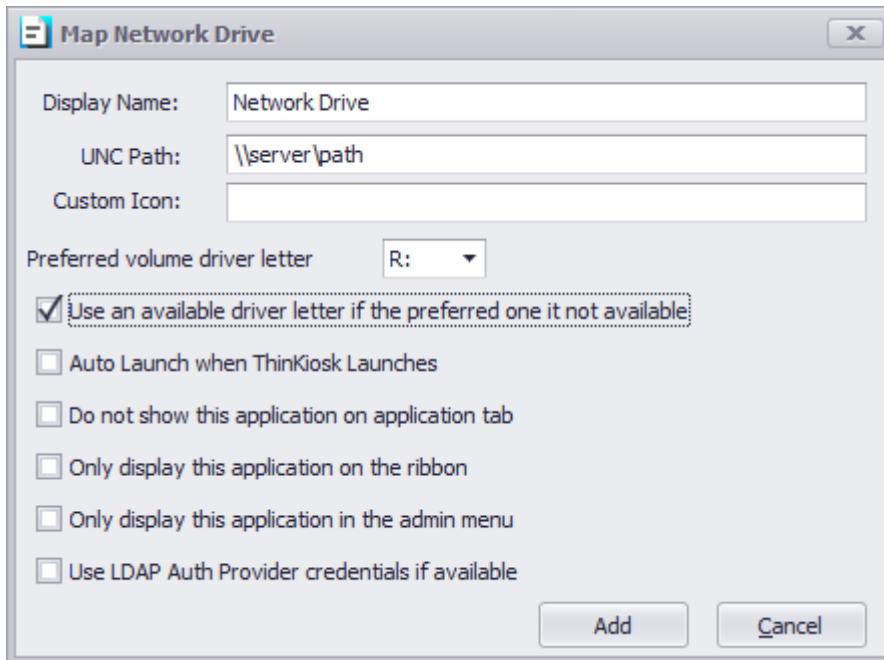 Map Network Drive
Display Name: Network Drive
UNC Path: \\server\path
Custom Icon:
Preferred volume driver letter R:
Use an available driver letter if the preferred one it not available
Auto Launch when ThinKiosk Launches
Do not show this application on application tab
Only display this application on the ribbon
Only display this application in the admin menu
Use LDAP Auth Provider credentials if available
Add Cancel